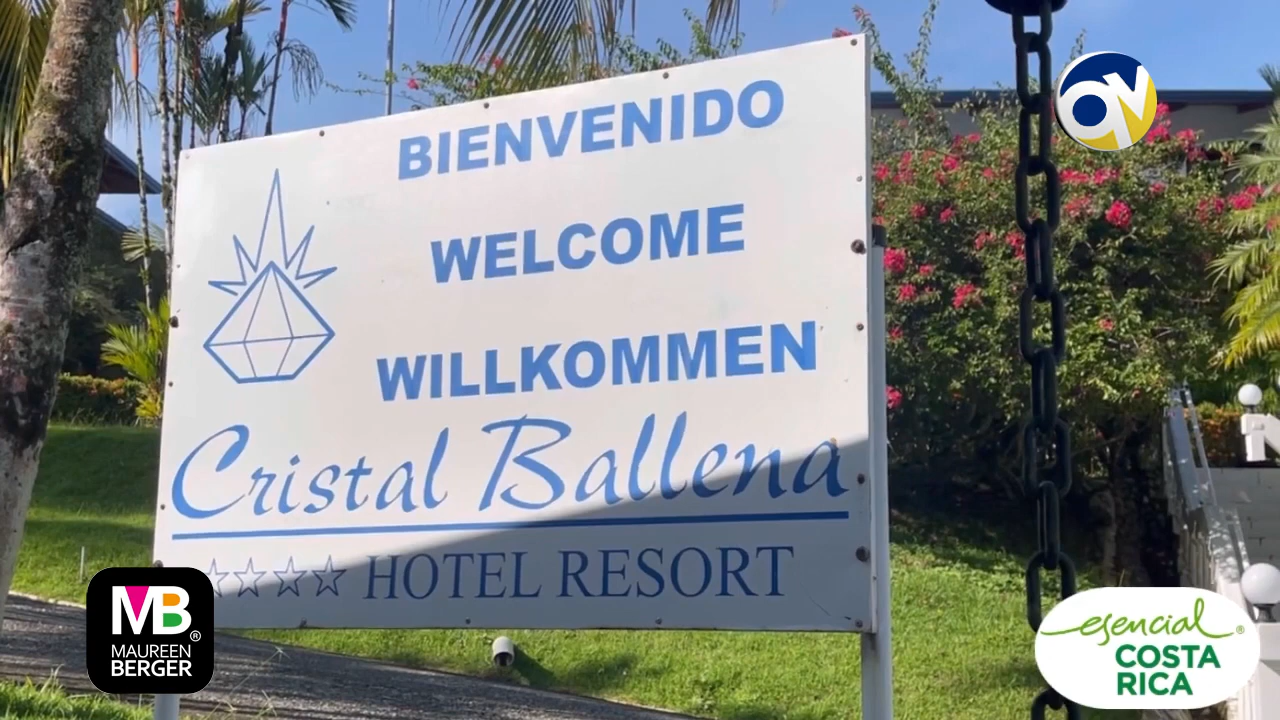 BIENVENIDO
WELCOME
WILLKOMMEN
Cristal Ballena
HOTEL RESORT
MB®
MAUREEN
BERGER
esencial®
COSTA
RICA